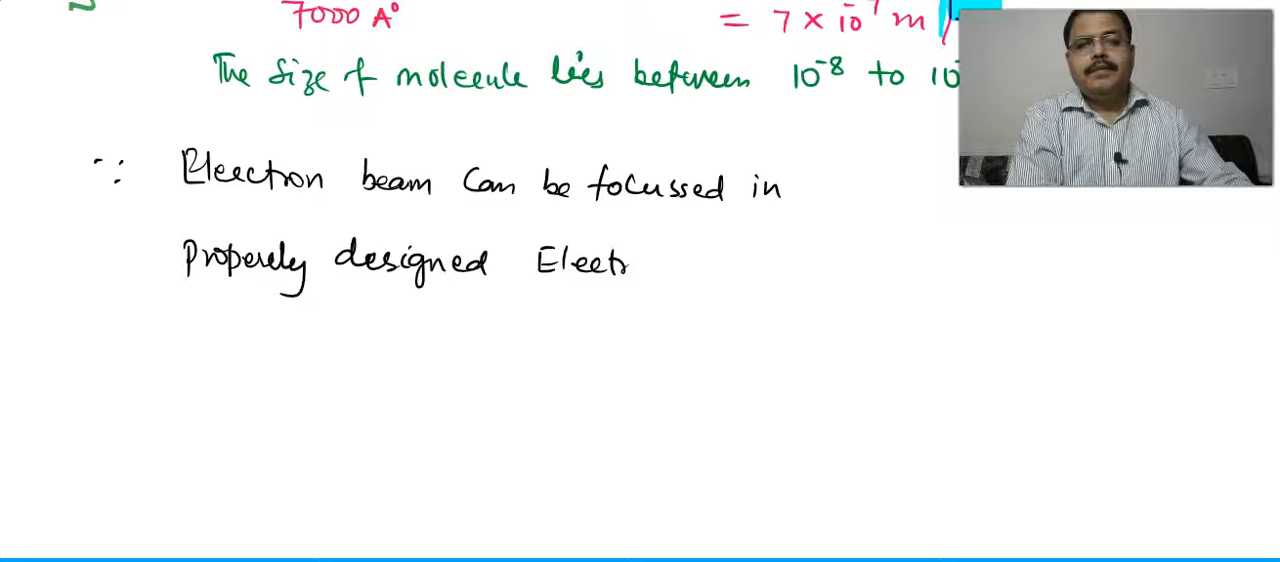 7000 A° = 7 × 10⁻⁷ m
The size of molecule lies between 10⁻⁸ to 10⁻
∵ Electron beam can be focussed in
Properly designed Electr